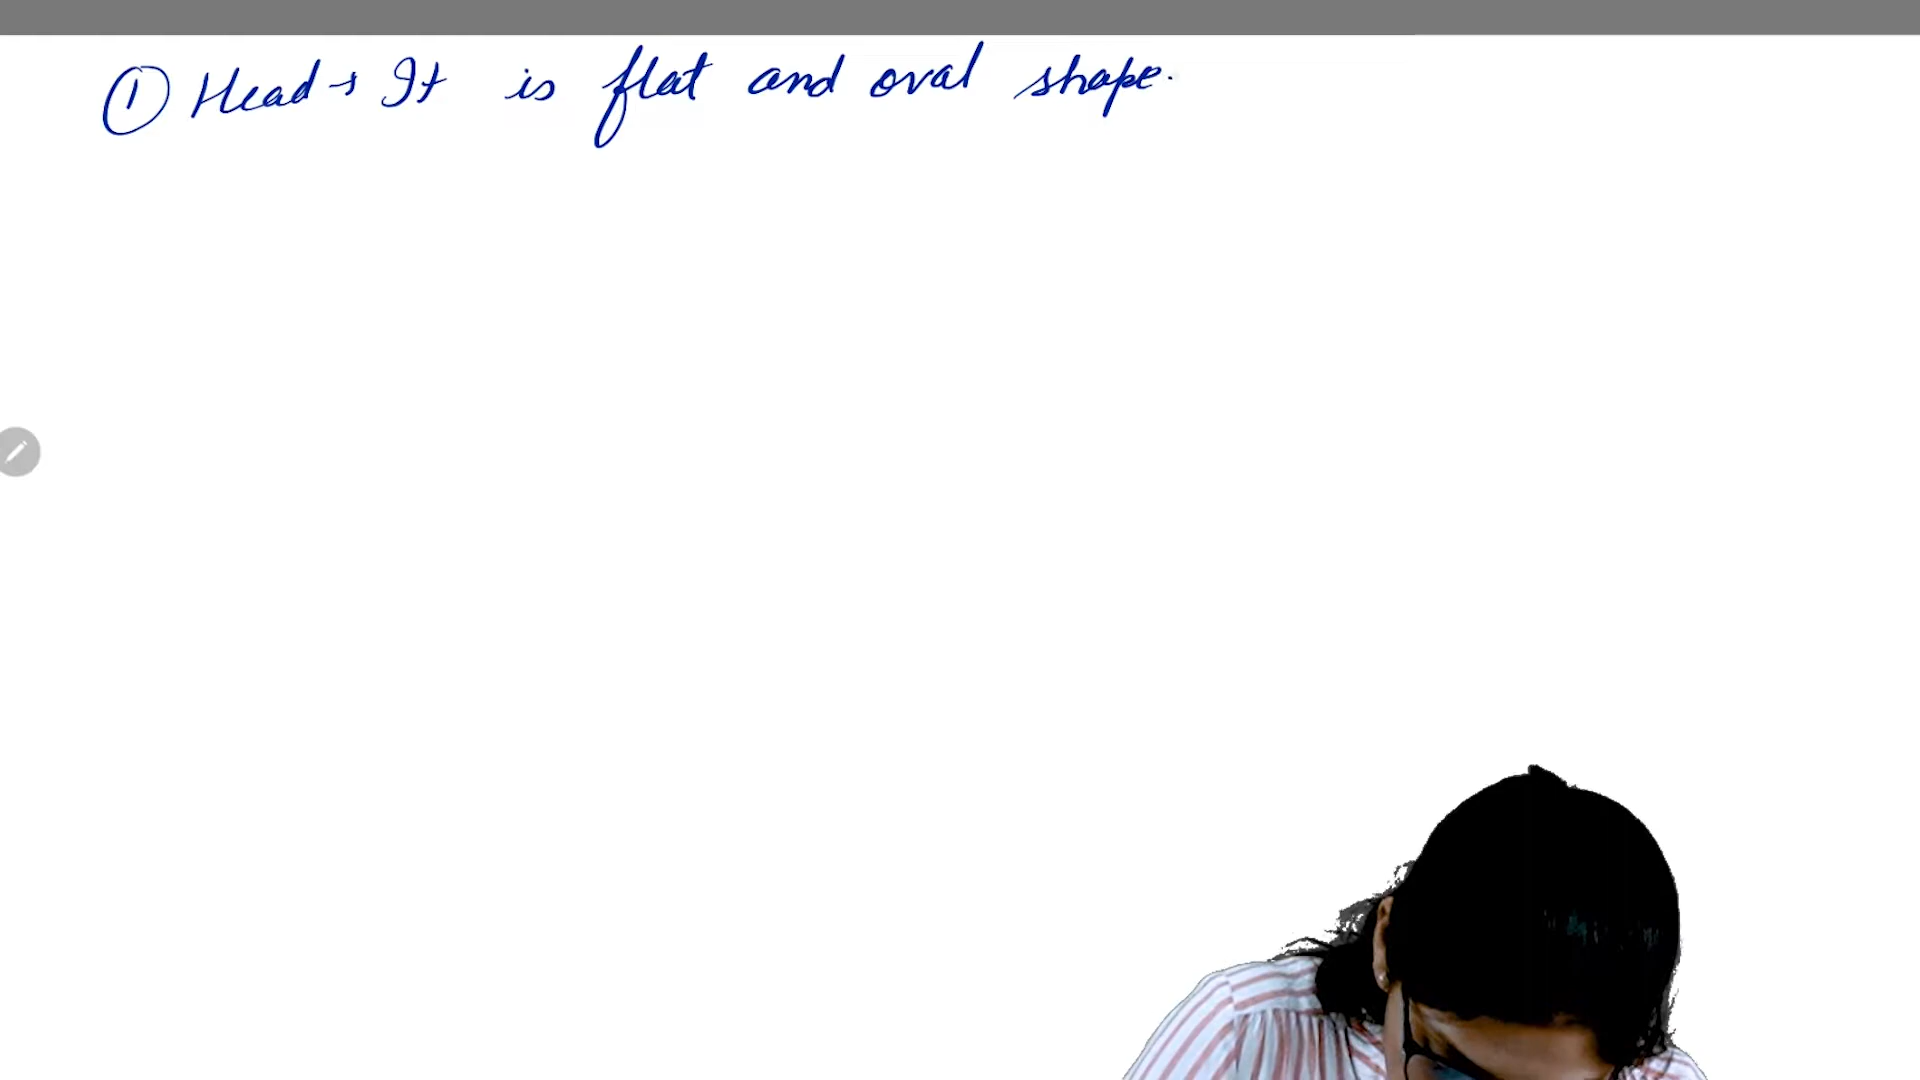 ① Head → It is flat and oval shape.